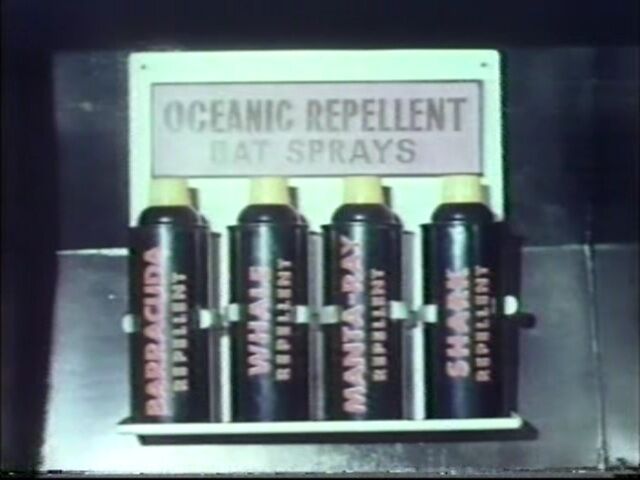 OCEANIC REPELLENT
BAT SPRAYS
BARRACUDA
REPELLENT
WHALE
REPELLENT
MANTA-RAY
REPELLENT
SHARK
REPELLENT